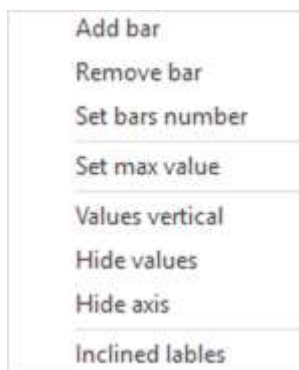 Add bar
Remove bar
Set bars number
Set max value
Values vertical
Hide values
Hide axis
Inclined lables